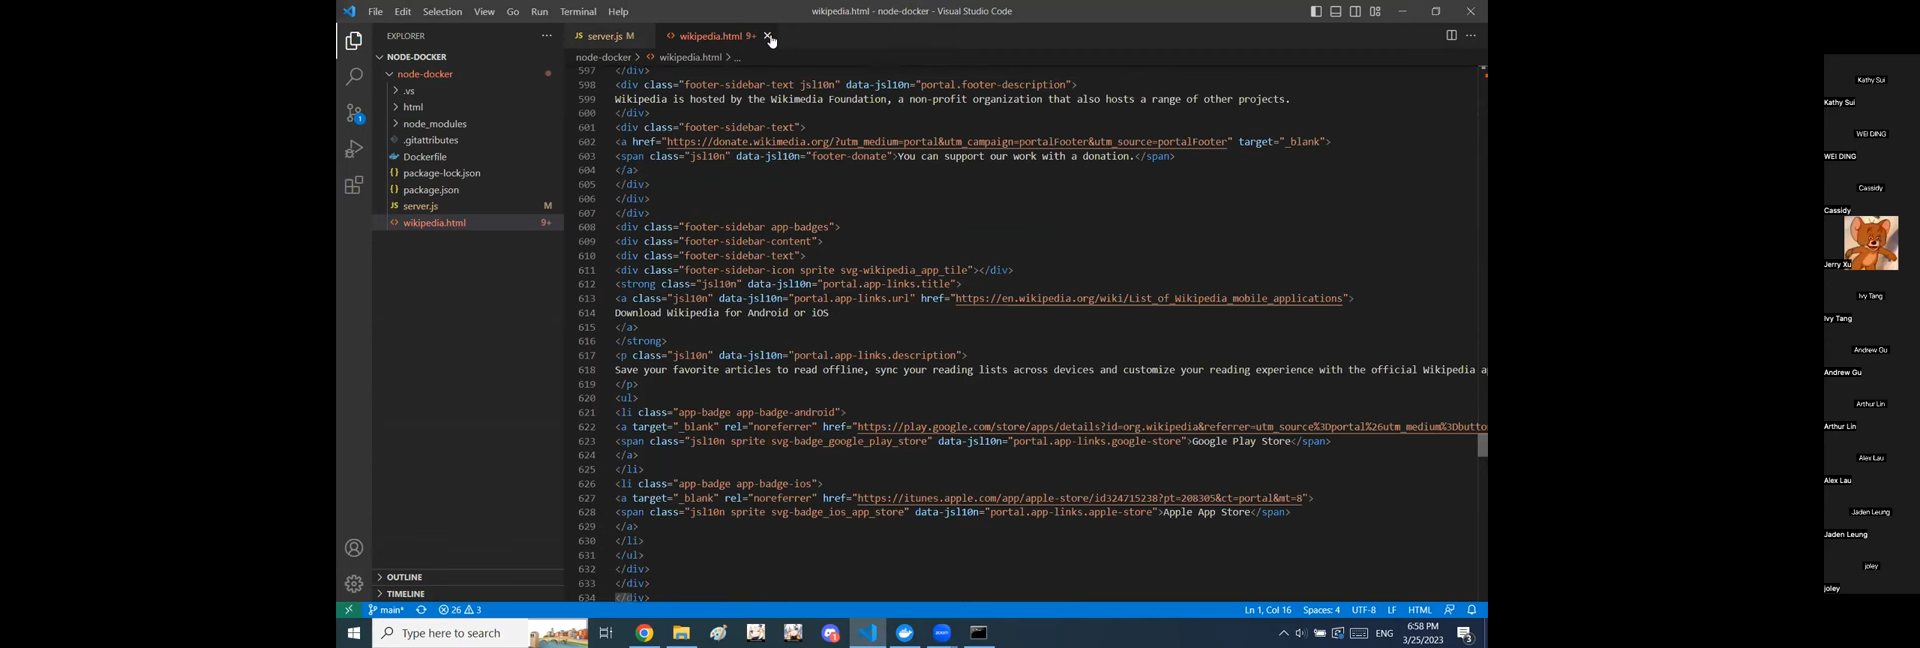 File Edit Selection View Go Run Terminal Help
wikipedia.html - node-docker - Visual Studio Code
EXPLORER
NODE-DOCKER
node-docker
.vs
html
node_modules
.gitattributes
Dockerfile
package-lock.json
package.json
JS server.js M
wikipedia.html 9+
OUTLINE
TIMELINE
JS server.js M
wikipedia.html 9+
node-docker > wikipedia.html > ...
597 </div>
598 <div class="footer-sidebar-text jsl10n" data-jsl10n="portal.footer-description">
599 Wikipedia is hosted by the Wikimedia Foundation, a non-profit organization that also hosts a range of other projects.
600 </div>
601 <div class="footer-sidebar-text">
602 <a href="https://donate.wikimedia.org/?utm_medium=portal&utm_campaign=portalFooter&utm_source=portalFooter" target="_blank">
603 <span class="jsl10n" data-jsl10n="footer-donate">You can support our work with a donation.</span>
604 </a>
605 </div>
606 </div>
607 </div>
608 <div class="footer-sidebar app-badges">
609 <div class="footer-sidebar-content">
610 <div class="footer-sidebar-text">
611 <div class="footer-sidebar-icon sprite svg-wikipedia_app_tile"></div>
612 <strong class="jsl10n" data-jsl10n="portal.app-links.title">
613 <a class="jsl10n" data-jsl10n="portal.app-links.url" href="https://en.wikipedia.org/wiki/List_of_Wikipedia_mobile_applications">
614 Download Wikipedia for Android or iOS
615 </a>
616 </strong>
617 <p class="jsl10n" data-jsl10n="portal.app-links.description">
618 Save your favorite articles to read offline, sync your reading lists across devices and customize your reading experience with the official Wikipedia a
619 </p>
620 <ul>
621 <li class="app-badge app-badge-android">
622 <a target="_blank" rel="noreferrer" href="https://play.google.com/store/apps/details?id=org.wikipedia&referrer=utm_source%3Dportal%26utm_medium%3Dbutto
623 <span class="jsl10n sprite svg-badge_google_play_store" data-jsl10n="portal.app-links.google-store">Google Play Store</span>
624 </a>
625 </li>
626 <li class="app-badge app-badge-ios">
627 <a target="_blank" rel="noreferrer" href="https://itunes.apple.com/app/apple-store/id324715238?pt=208305&ct=portal&mt=8">
628 <span class="jsl10n sprite svg-badge_ios_app_store" data-jsl10n="portal.app-links.apple-store">Apple App Store</span>
629 </a>
630 </li>
631 </ul>
632 </div>
633 </div>
634 </div>
main* 26 3
Ln 1, Col 16 Spaces: 4 UTF-8 LF HTML
Type here to search
zoom
ENG
6:58 PM
3/25/2023
3
1
Kathy Sui
Kathy Sui
WEI DING
WEI DING
Cassidy
Cassidy
Jerry Xu
Ivy Tang
Ivy Tang
Andrew Gu
Andrew Gu
Arthur Lin
Arthur Lin
Alex Lau
Alex Lau
Jaden Leung
Jaden Leung
joley
joley